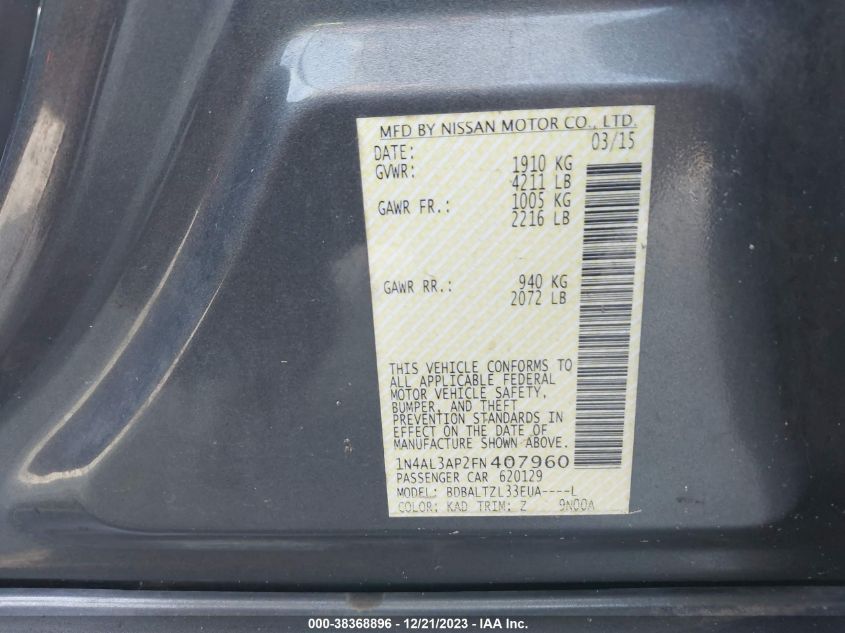 MFD BY NISSAN MOTOR CO., LTD.
DATE: 03/15
GVWR: 1910 KG
4211 LB
GAWR FR.: 1005 KG
2216 LB
GAWR RR.: 940 KG
2072 LB
THIS VEHICLE CONFORMS TO
ALL APPLICABLE FEDERAL
MOTOR VEHICLE SAFETY,
BUMPER, AND THEFT
PREVENTION STANDARDS IN
EFFECT ON THE DATE OF
MANUFACTURE SHOWN ABOVE.
1N4AL3AP2FN407960
PASSENGER CAR 620129
MODEL: BDBALTZL33EUA----L
COLOR: KAD TRIM: Z 9N00A
000-38368896 - 12/21/2023 - IAA Inc.